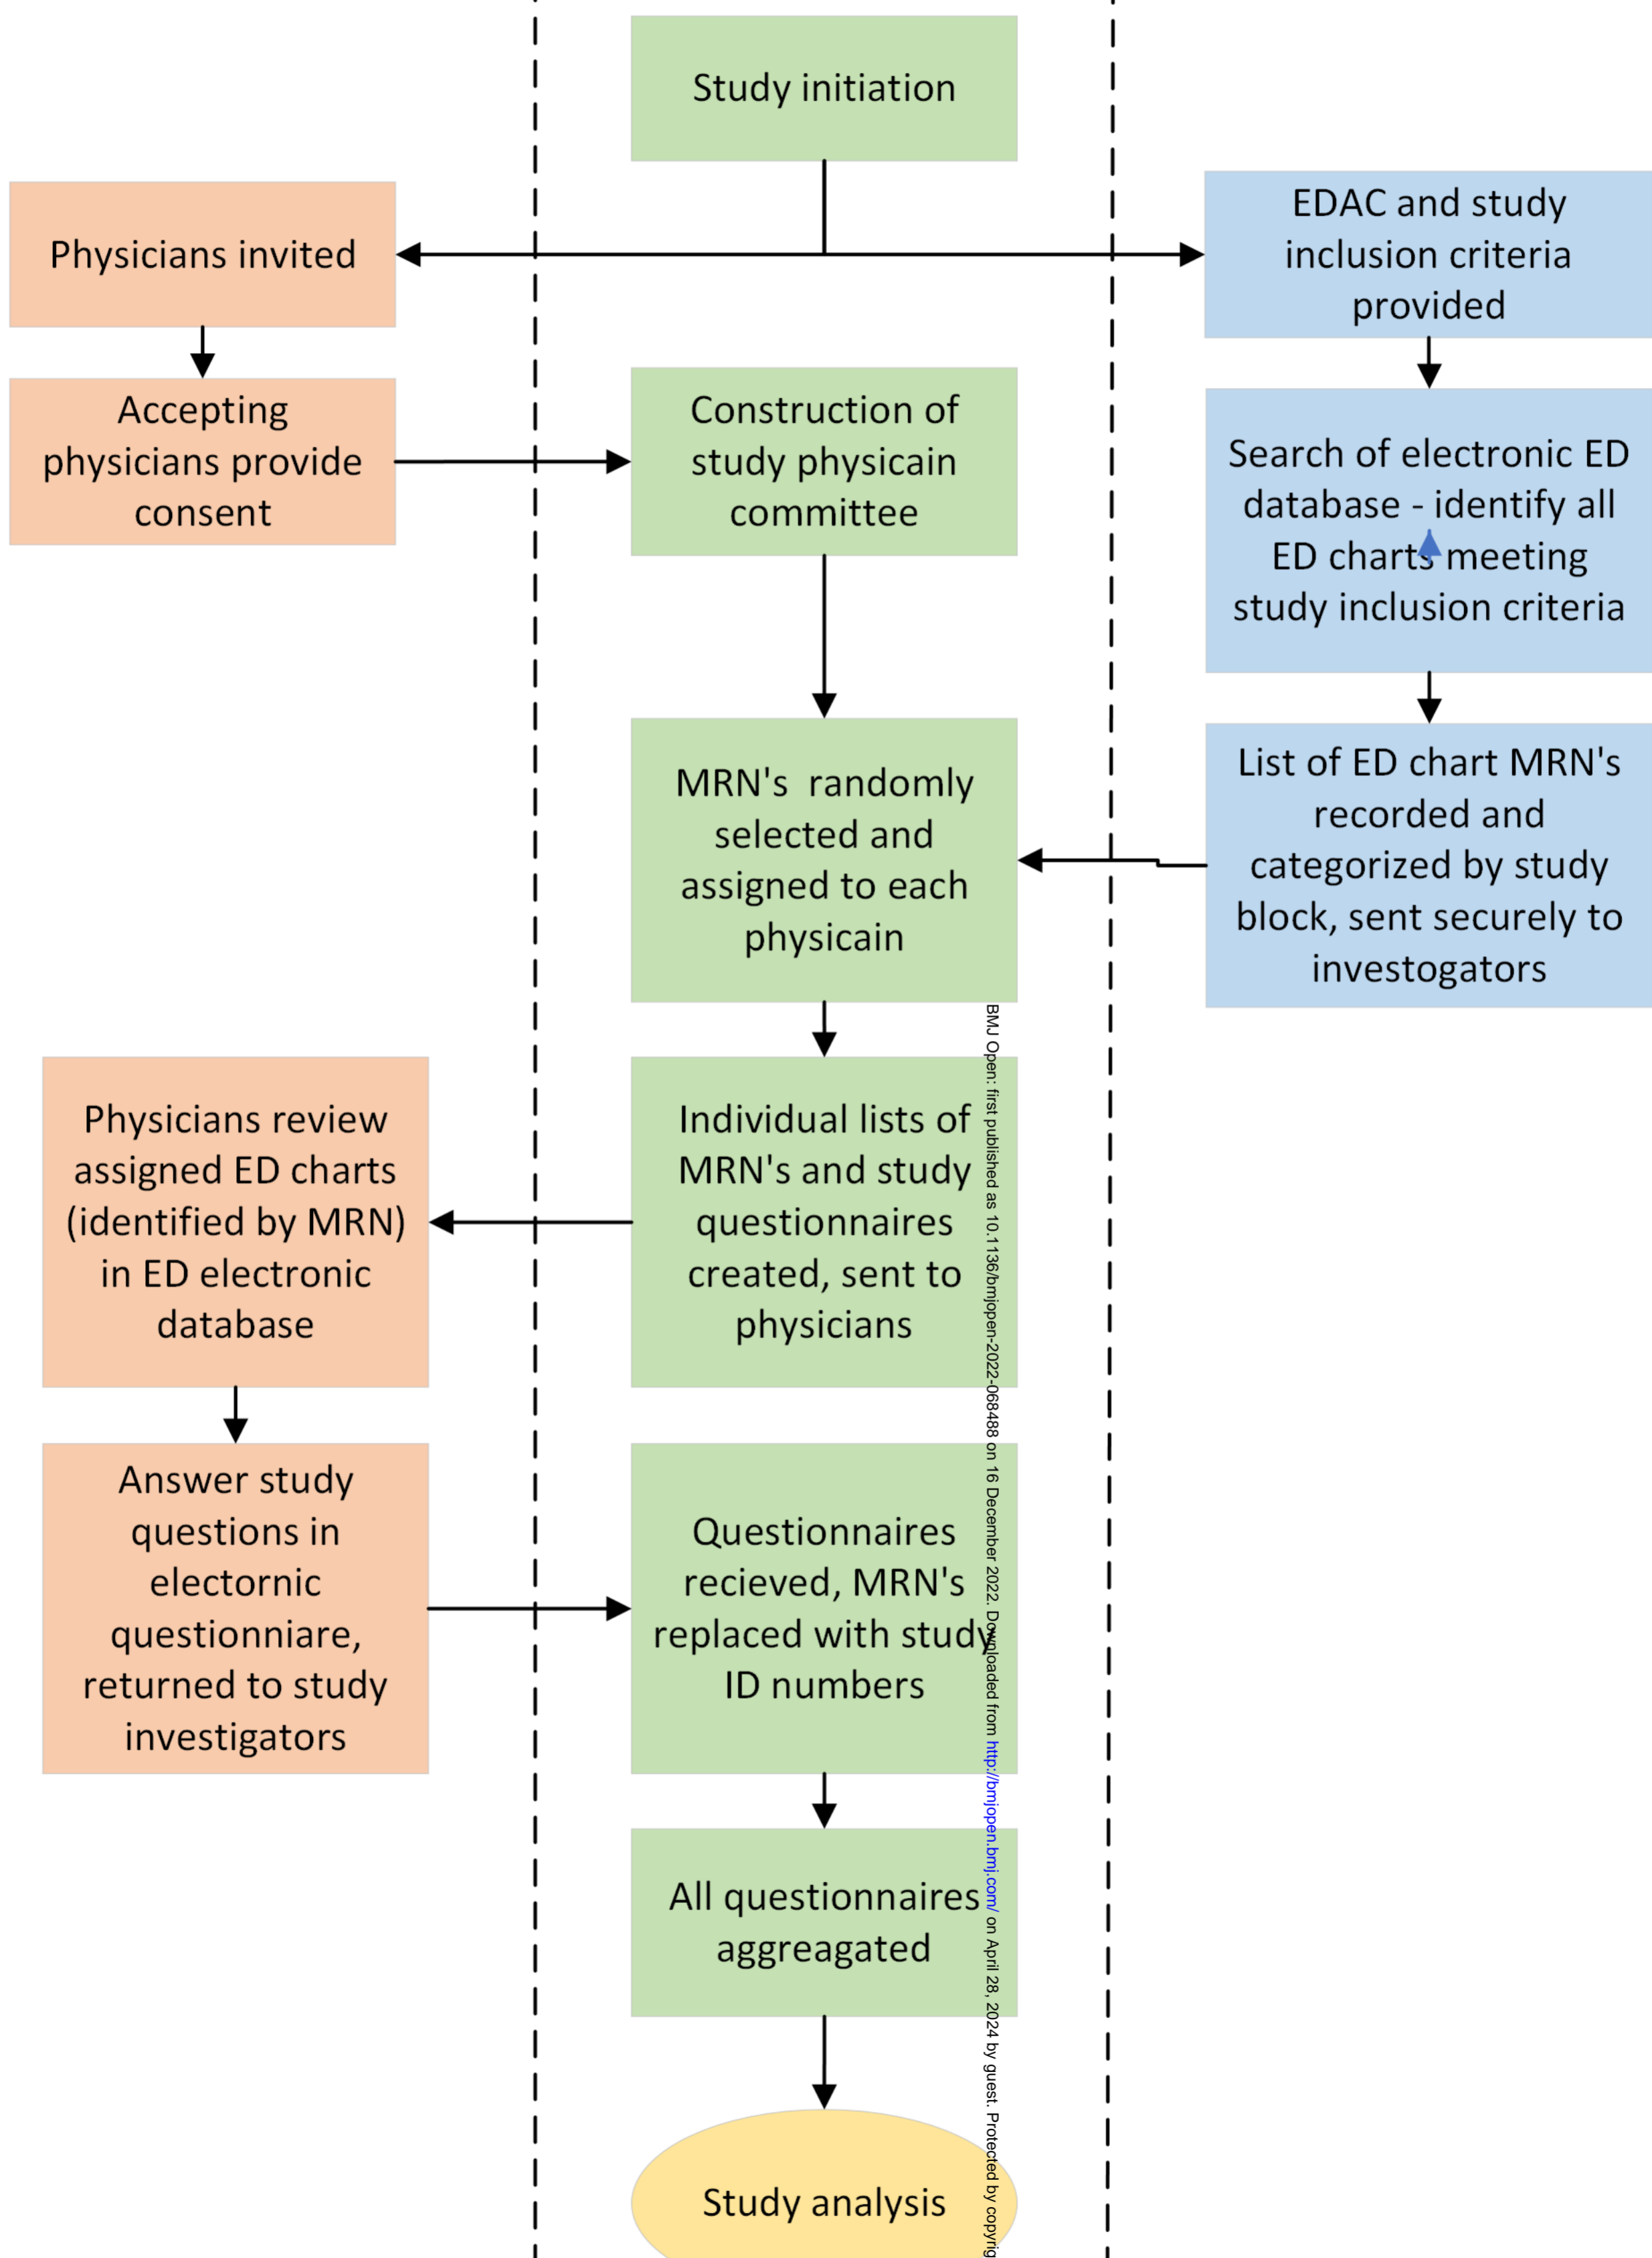 Study initiation
Physicians invited
EDAC and study
inclusion criteria
provided
Accepting
physicians provide
consent
Construction of
study physicain
committee
Search of electronic ED
database - identify all
ED charts meeting
study inclusion criteria
MRN's randomly
selected and
assigned to each
physicain
List of ED chart MRN's
recorded and
categorized by study
block, sent securely to
investogators
Physicians review
assigned ED charts
(identified by MRN)
in ED electronic
database
Individual lists of
MRN's and study
questionnaires
created, sent to
physicians
Answer study
questions in
electornic
questionniare,
returned to study
investigators
Questionnaires
recieved, MRN's
replaced with study
ID numbers
All questionnaires
aggreagated
Study analysis
BMJ Open: first published as 10.1136/bmjopen-2022-068488 on 16 December 2022. Downloaded from http://bmjopen.bmj.com/ on April 28, 2024 by guest. Protected by